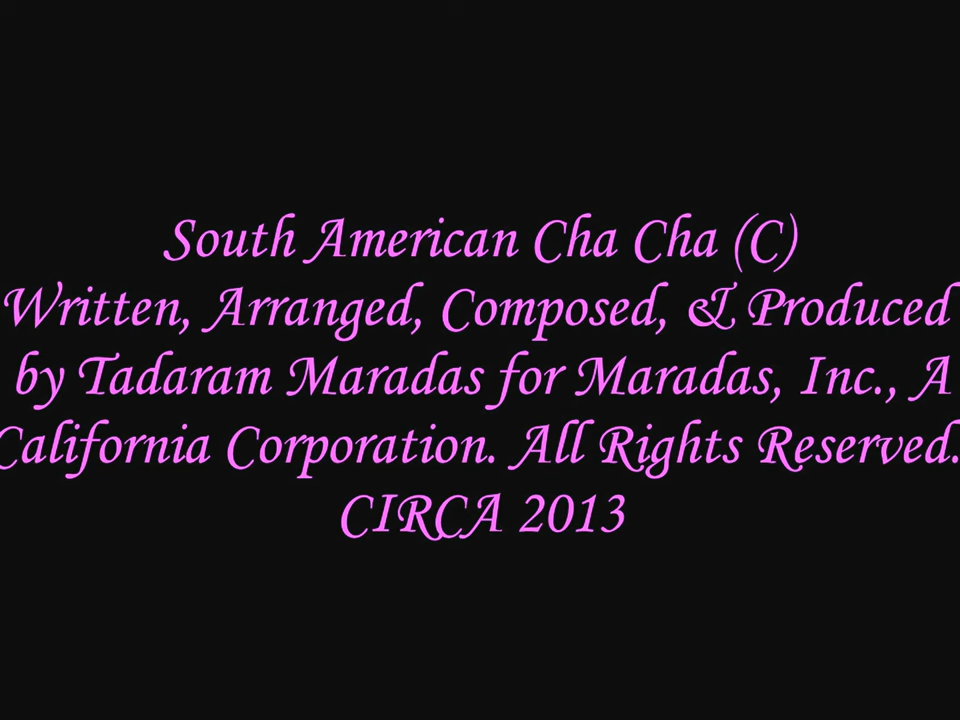 South American Cha Cha (C)
Written, Arranged, Composed, & Produced
by Tadaram Maradas for Maradas, Inc., A
California Corporation. All Rights Reserved.
CIRCA 2013